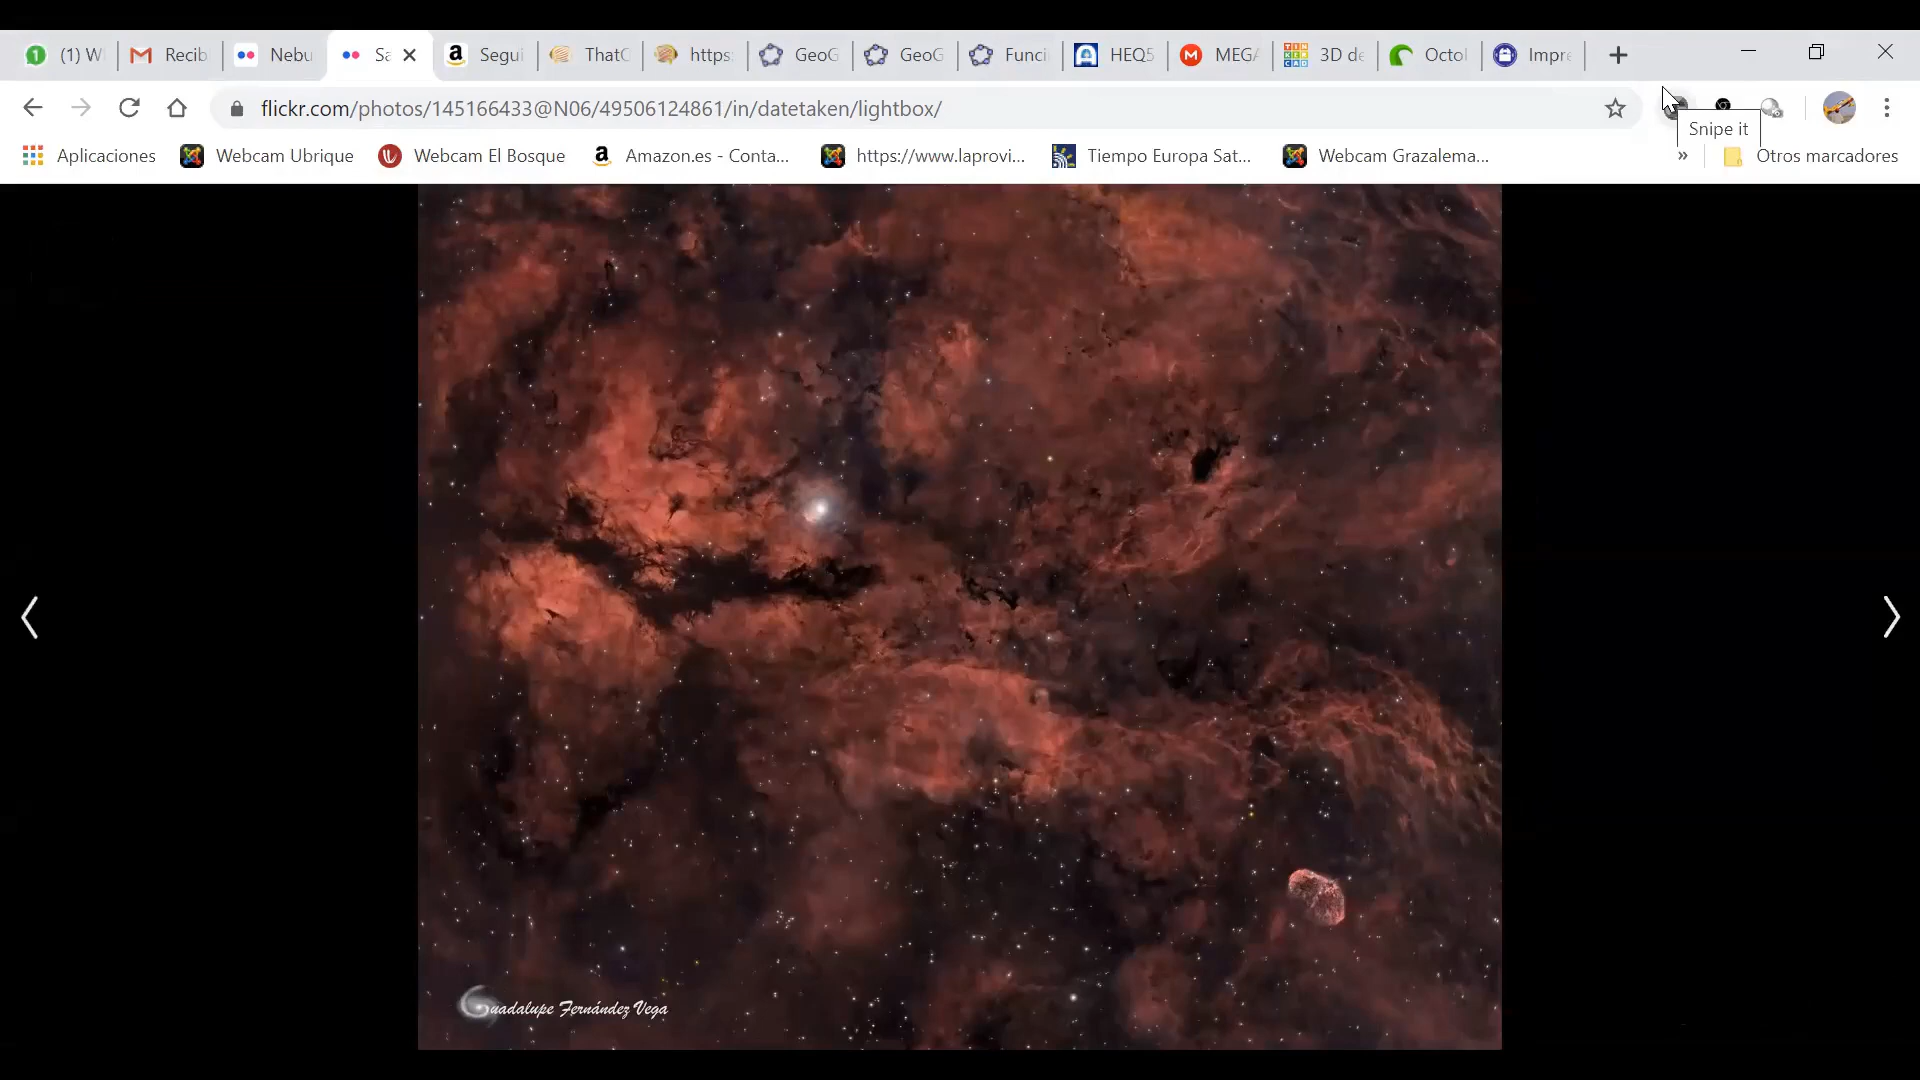 (1) W
Recib
Nebu
Sa
Segui
ThatC
https:
GeoG
GeoG
Funci
HEQ5
MEGA
3D de
Octol
Impre
flickr.com/photos/145166433@N06/49506124861/in/datetaken/lightbox/
Snipe it
Aplicaciones
Webcam Ubrique
Webcam El Bosque
Amazon.es - Conta...
https://www.laprovi...
Tiempo Europa Sat...
Webcam Grazalema...
»
Otros marcadores
Guadalupe Fernández Vega